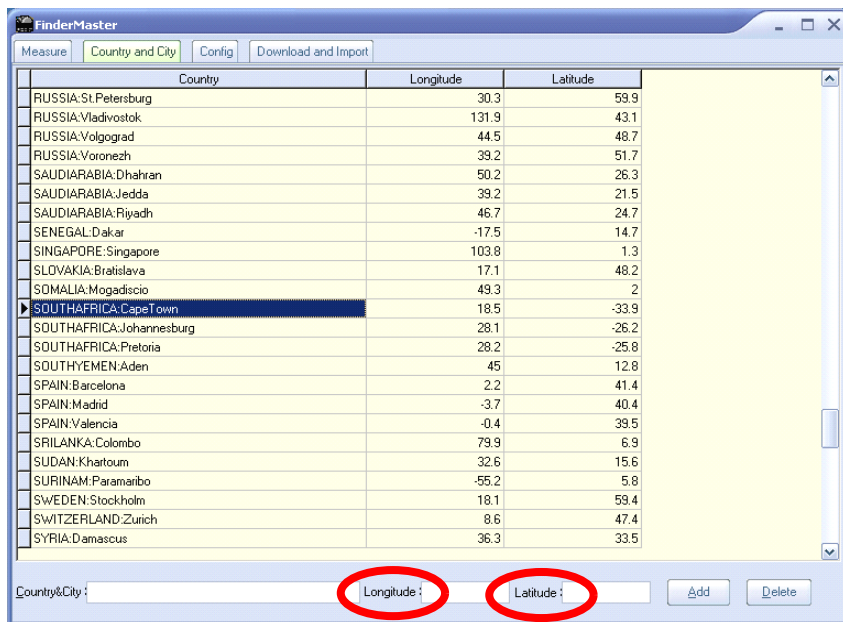 FinderMaster
Measure Country and City Config Download and Import
Country Longitude Latitude
RUSSIA:St.Petersburg 30.3 59.9
RUSSIA:Vladivostok 131.9 43.1
RUSSIA:Volgograd 44.5 48.7
RUSSIA:Voronezh 39.2 51.7
SAUDIARABIA:Dhahran 50.2 26.3
SAUDIARABIA:Jedda 39.2 21.5
SAUDIARABIA:Riyadh 46.7 24.7
SENEGAL:Dakar -17.5 14.7
SINGAPORE:Singapore 103.8 1.3
SLOVAKIA:Bratislava 17.1 48.2
SOMALIA:Mogadiscio 49.3 2
SOUTHAFRICA:CapeTown 18.5 -33.9
SOUTHAFRICA:Johannesburg 28.1 -26.2
SOUTHAFRICA:Pretoria 28.2 -25.8
SOUTHYEMEN:Aden 45 12.8
SPAIN:Barcelona 2.2 41.4
SPAIN:Madrid -3.7 40.4
SPAIN:Valencia -0.4 39.5
SRILANKA:Colombo 79.9 6.9
SUDAN:Khartoum 32.6 15.6
SURINAM:Paramaribo -55.2 5.8
SWEDEN:Stockholm 18.1 59.4
SWITZERLAND:Zurich 8.6 47.4
SYRIA:Damascus 36.3 33.5
Country&City : Longitude : Latitude : Add Delete